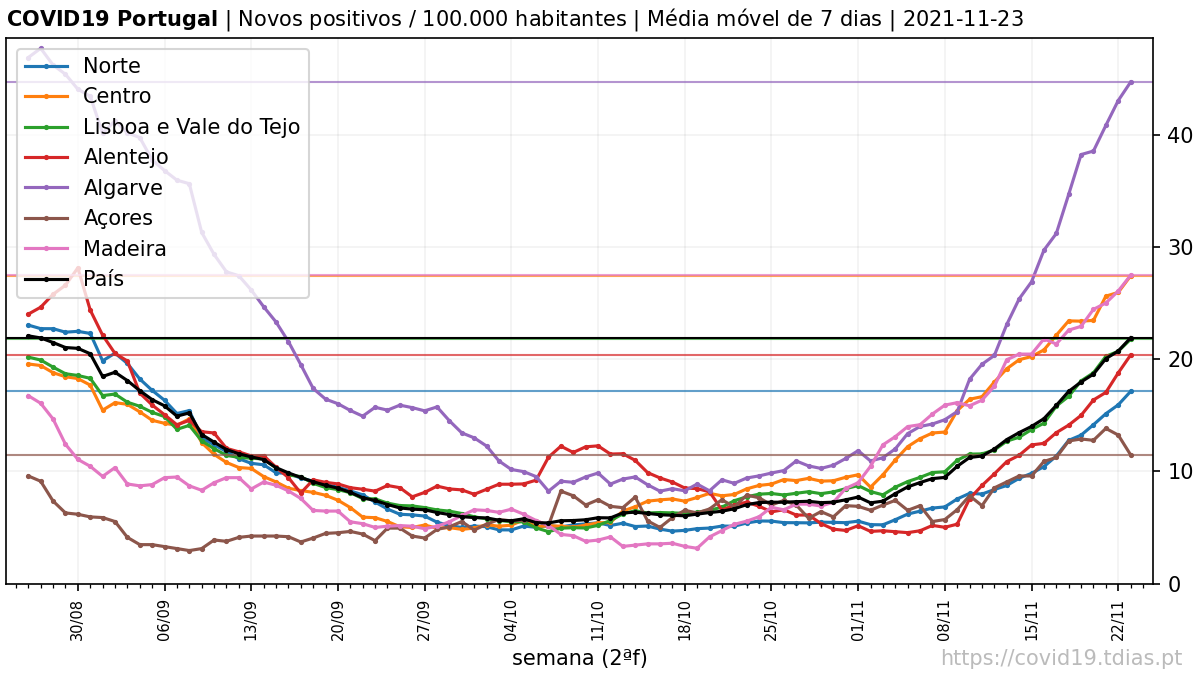 COVID19 Portugal | Novos positivos / 100.000 habitantes | Média móvel de 7 dias | 2021-11-23
Norte
Centro
Lisboa e Vale do Tejo
Alentejo
Algarve
Açores
Madeira
País
40
30
20
10
0
30/08 06/09 13/09 20/09 27/09 04/10 11/10 18/10 25/10 01/11 08/11 15/11 22/11
semana (2ªf)
https://covid19.tdias.pt